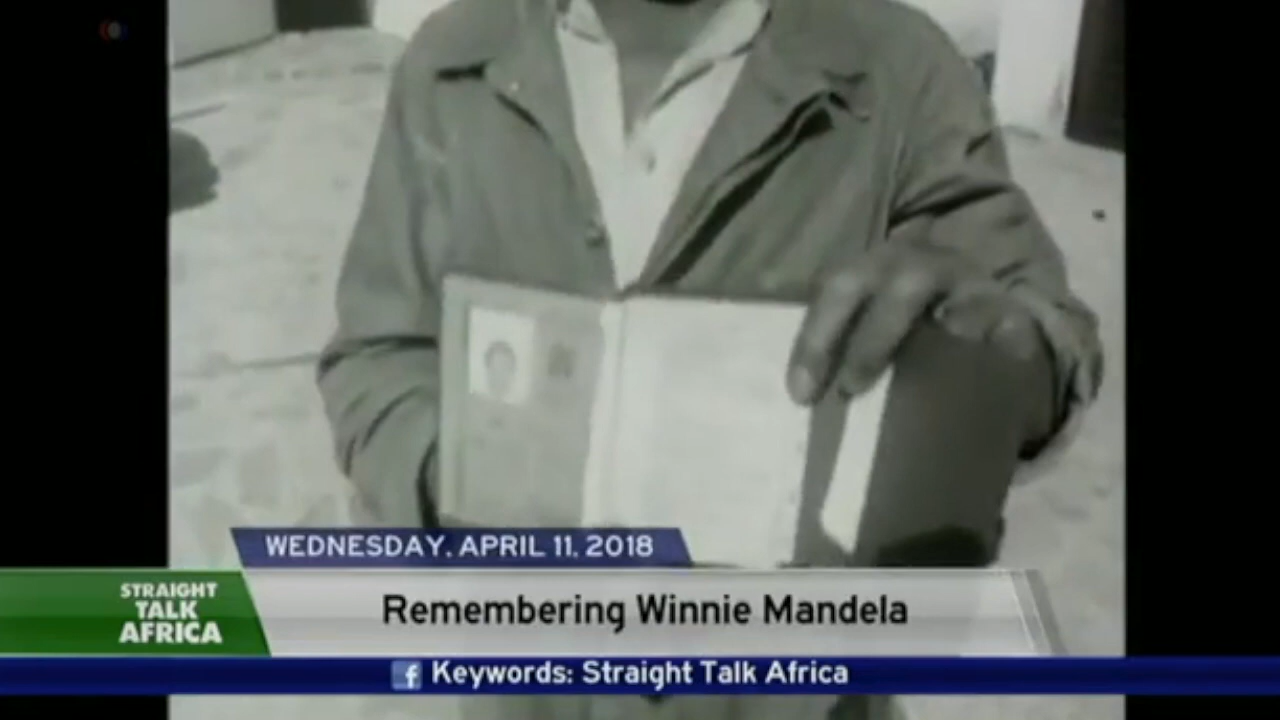 WEDNESDAY, APRIL 11, 2018
STRAIGHT
TALK
AFRICA
Remembering Winnie Mandela
Keywords: Straight Talk Africa